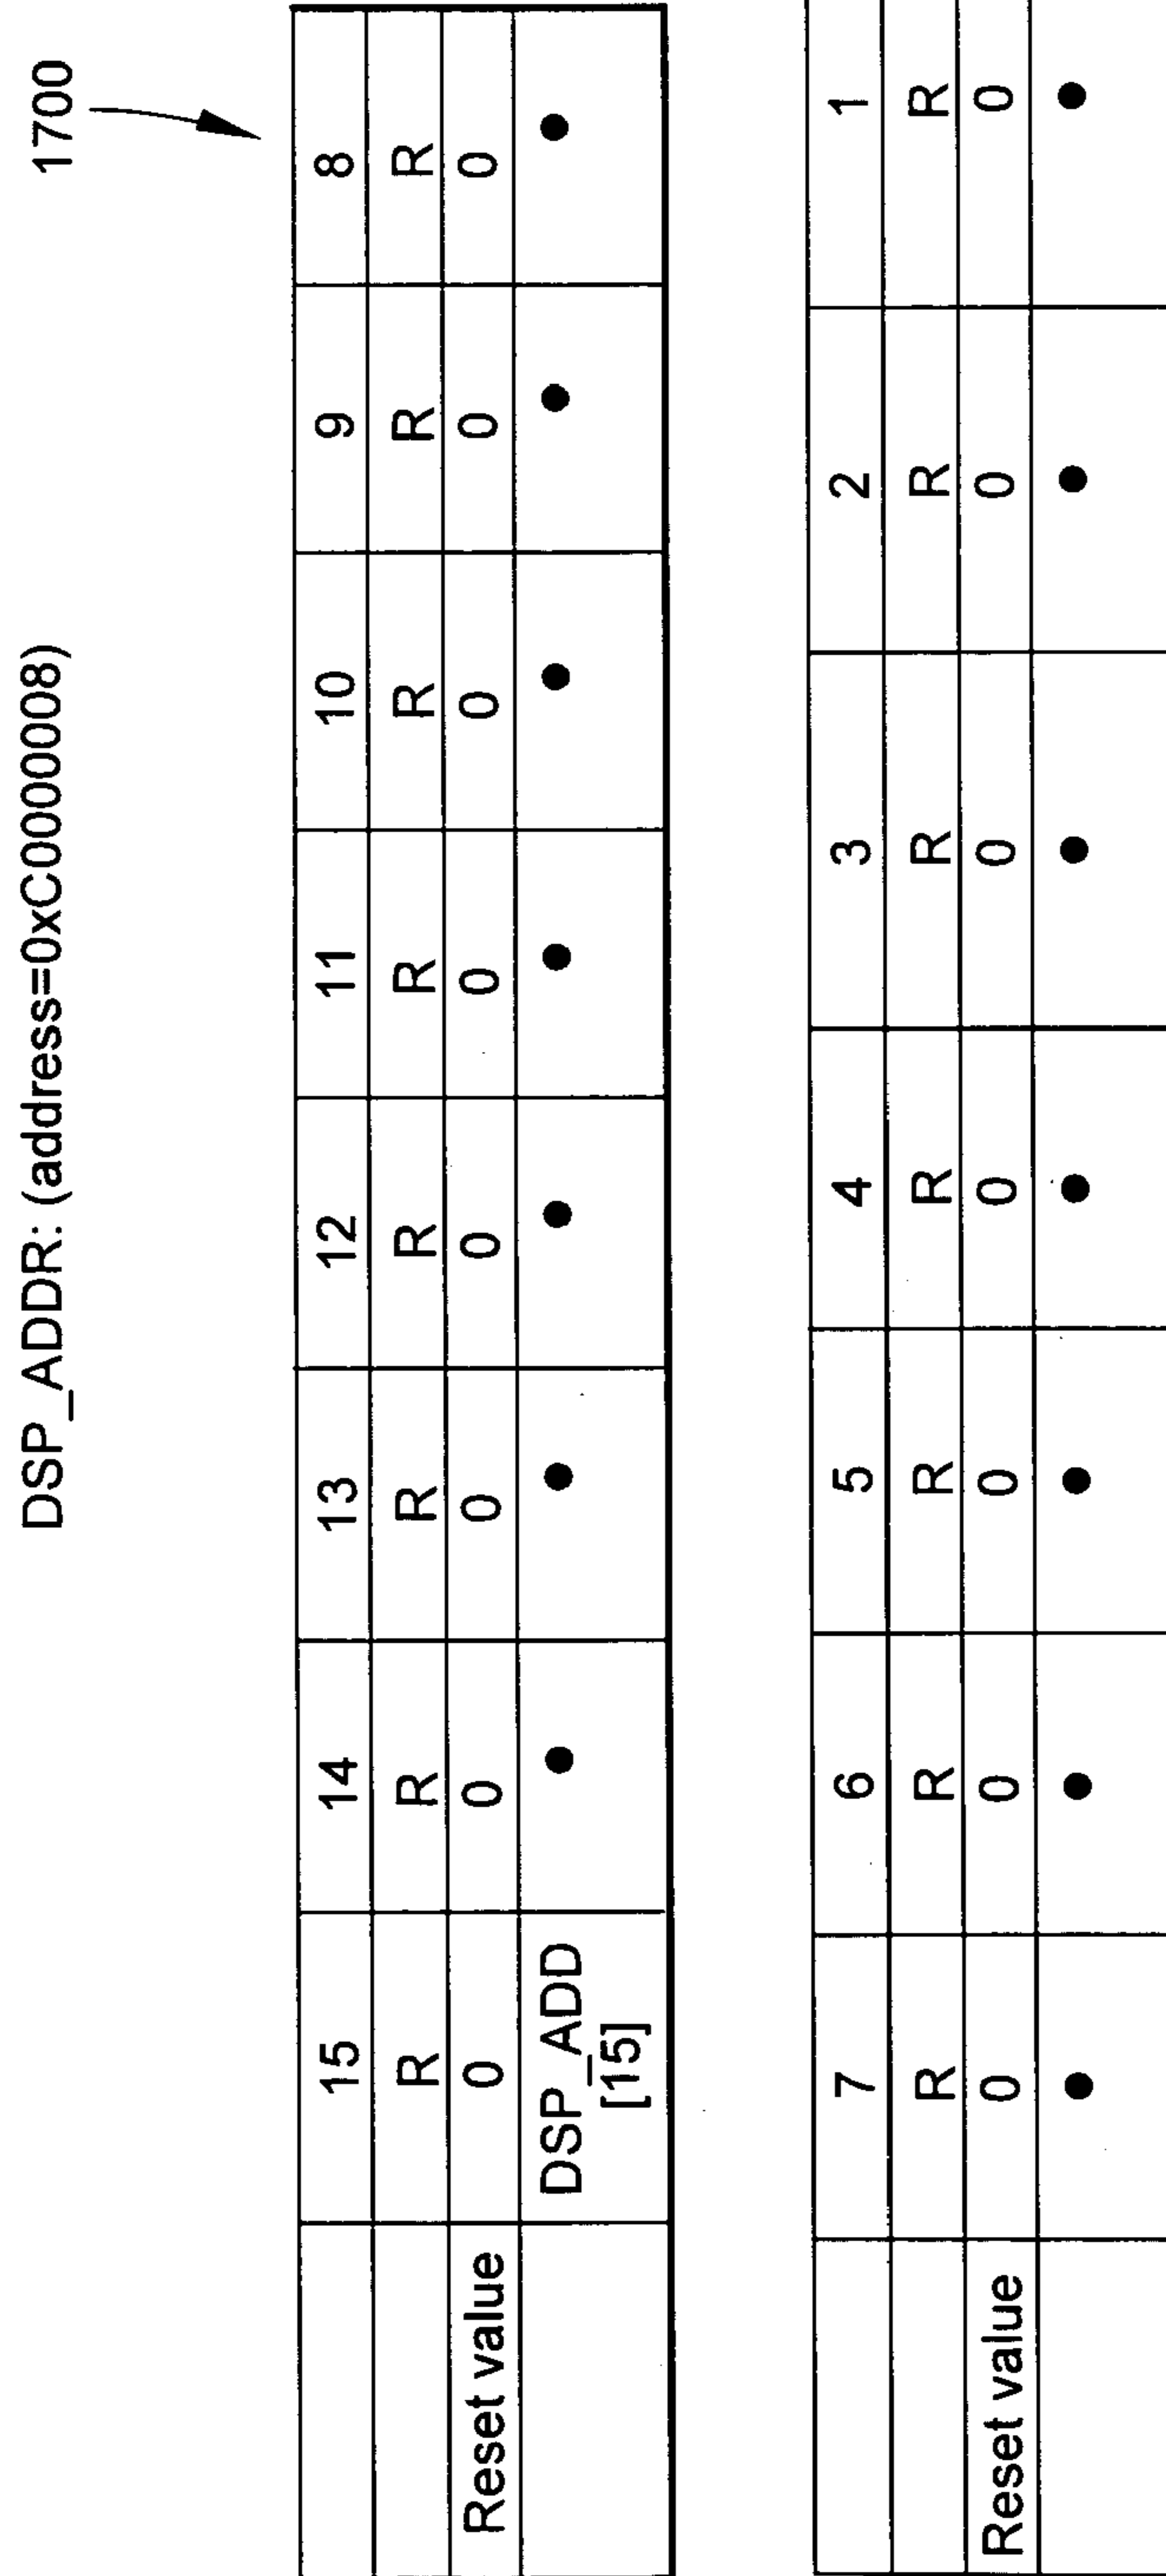 DSP_ADDR: (address=0xC0000008)
1700
15 14 13 12 11 10 9 8
R R R R R R R R
Reset value 0 0 0 0 0 0 0 0
DSP_ADD
[15]
7 6 5 4 3 2 1
R R R R R R R
Reset value 0 0 0 0 0 0 0